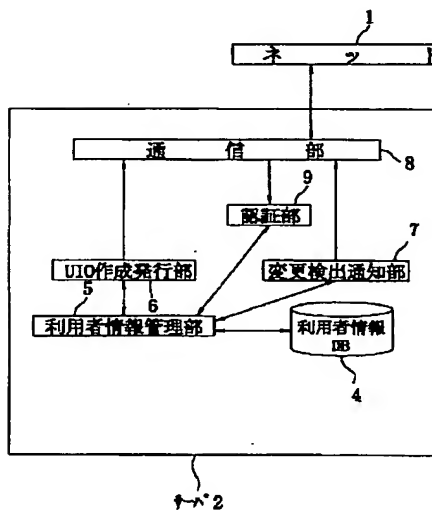 1
ネッ
通信部
8
9
認証部
7
UIO作成発行部
変更検出通知部
5
6
利用者情報管理部
利用者情報
DB
4
サーバ2